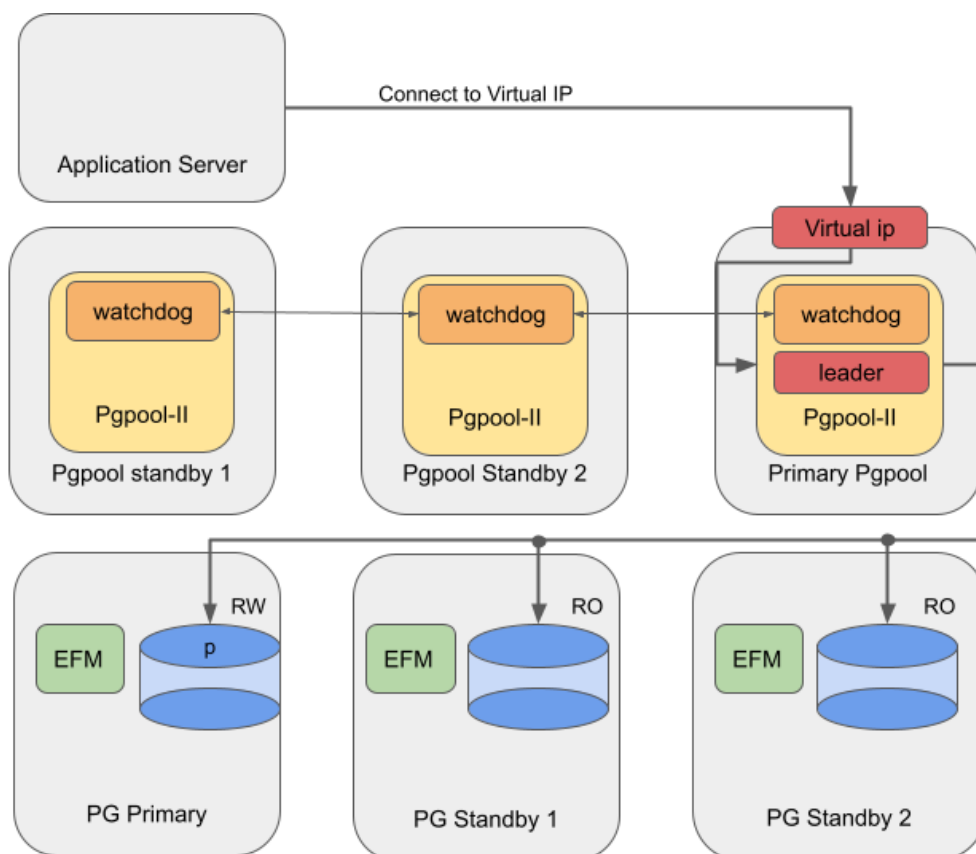 Connect to Virtual IP
Application Server
Virtual ip
watchdog
watchdog
watchdog
leader
Pgpool-II
Pgpool-II
Pgpool-II
Pgpool standby 1
Pgpool Standby 2
Primary Pgpool
RW
RO
RO
p
EFM
EFM
EFM
PG Primary
PG Standby 1
PG Standby 2